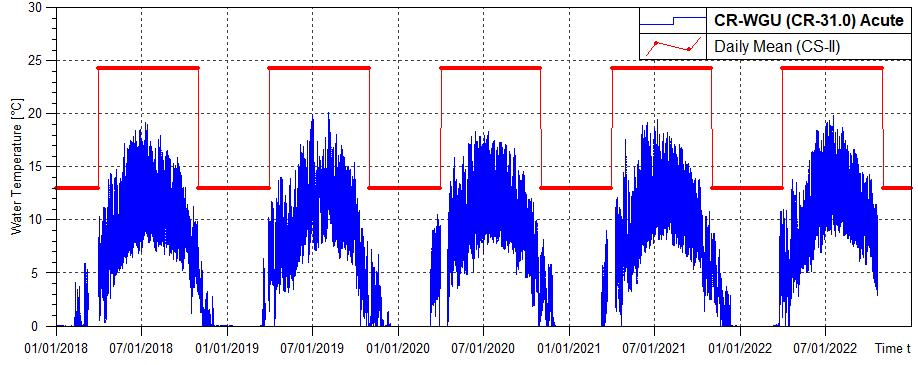 30
25
20
15
10
5
0
Water Temperature [°C]
CR-WGU (CR-31.0) Acute
Daily Mean (CS-II)
01/01/2018 07/01/2018 01/01/2019 07/01/2019 01/01/2020 07/01/2020 01/01/2021 07/01/2021 01/01/2022 07/01/2022 Time t